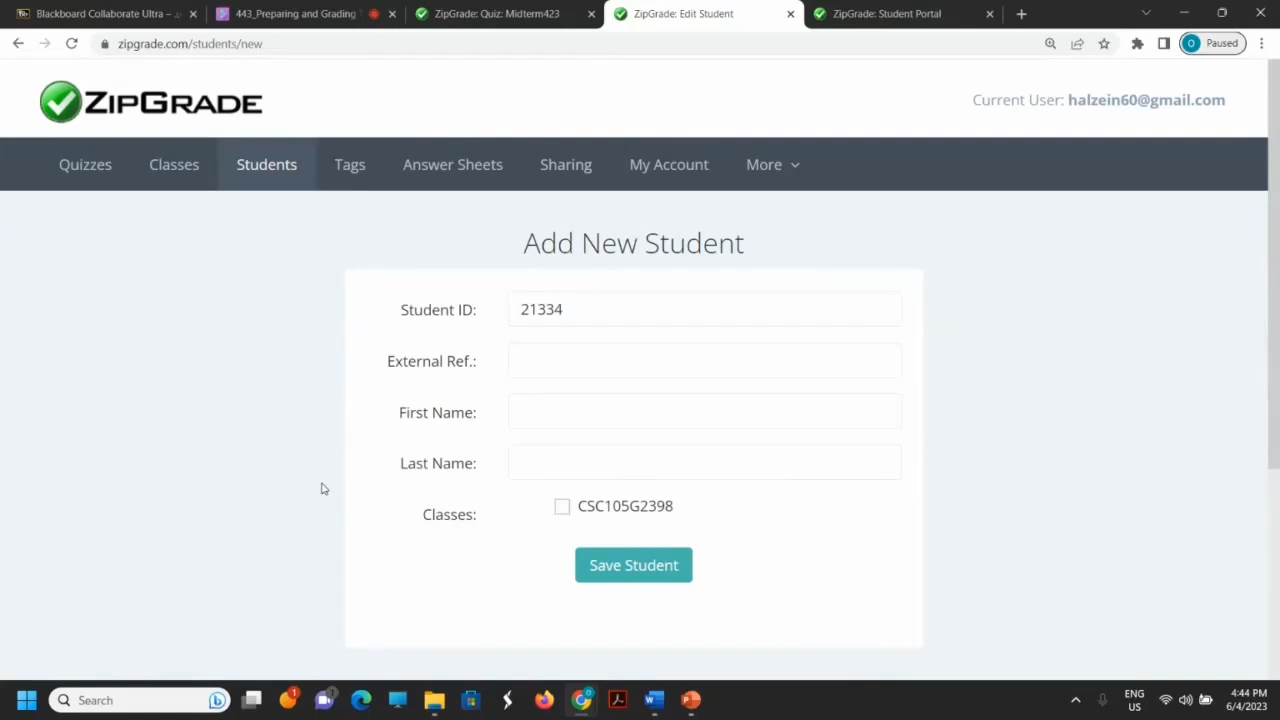 Blackboard Collaborate Ultra –
443_Preparing and Grading
ZipGrade: Quiz: Midterm423
ZipGrade: Edit Student
ZipGrade: Student Portal
zipgrade.com/students/new
Paused
ZIPGRADE
Current User: halzein60@gmail.com
Quizzes
Classes
Students
Tags
Answer Sheets
Sharing
My Account
More
Add New Student
Student ID:
21334
External Ref.:
First Name:
Last Name:
Classes:
CSC105G2398
Save Student
Search
ENG
US
4:44 PM
6/4/2023